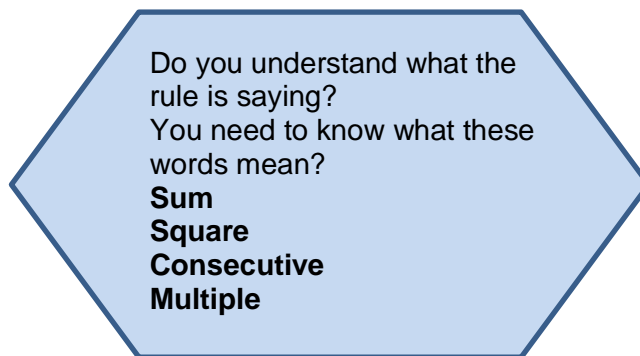 Do you understand what the
rule is saying?
You need to know what these
words mean?
Sum
Square
Consecutive
Multiple